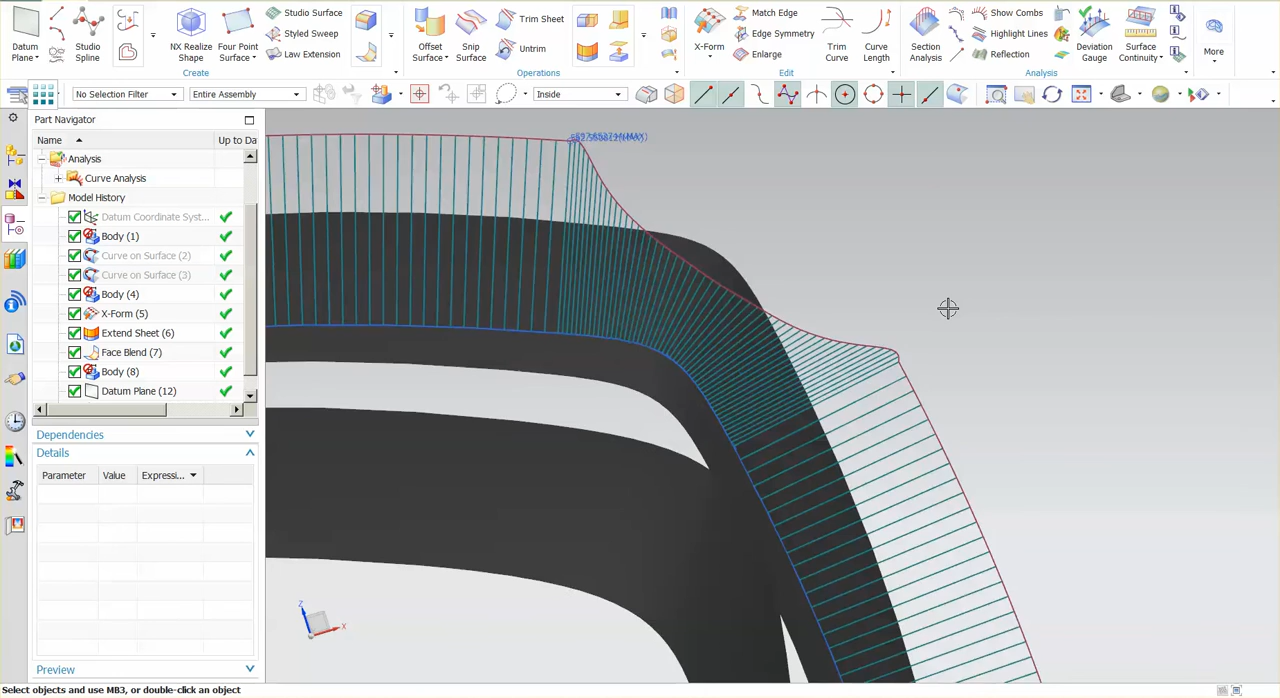 Datum Plane
Studio Spline
NX Realize Shape
Four Point Surface
Studio Surface
Styled Sweep
Law Extension
Create
Offset Surface
Snip Surface
Trim Sheet
Untrim
Operations
X-Form
Match Edge
Edge Symmetry
Enlarge
Trim Curve
Curve Length
Edit
Section Analysis
Show Combs
Highlight Lines
Reflection
Deviation Gauge
Surface Continuity
Analysis
More
No Selection Filter
Entire Assembly
Inside
Part Navigator
Name
Up to Da
Analysis
Curve Analysis
Model History
Datum Coordinate Syst...
Body (1)
Curve on Surface (2)
Curve on Surface (3)
Body (4)
X-Form (5)
Extend Sheet (6)
Face Blend (7)
Body (8)
Datum Plane (12)
Dependencies
Details
Parameter
Value
Expressi...
Preview
Z
X
Select objects and use MB3, or double-click an object